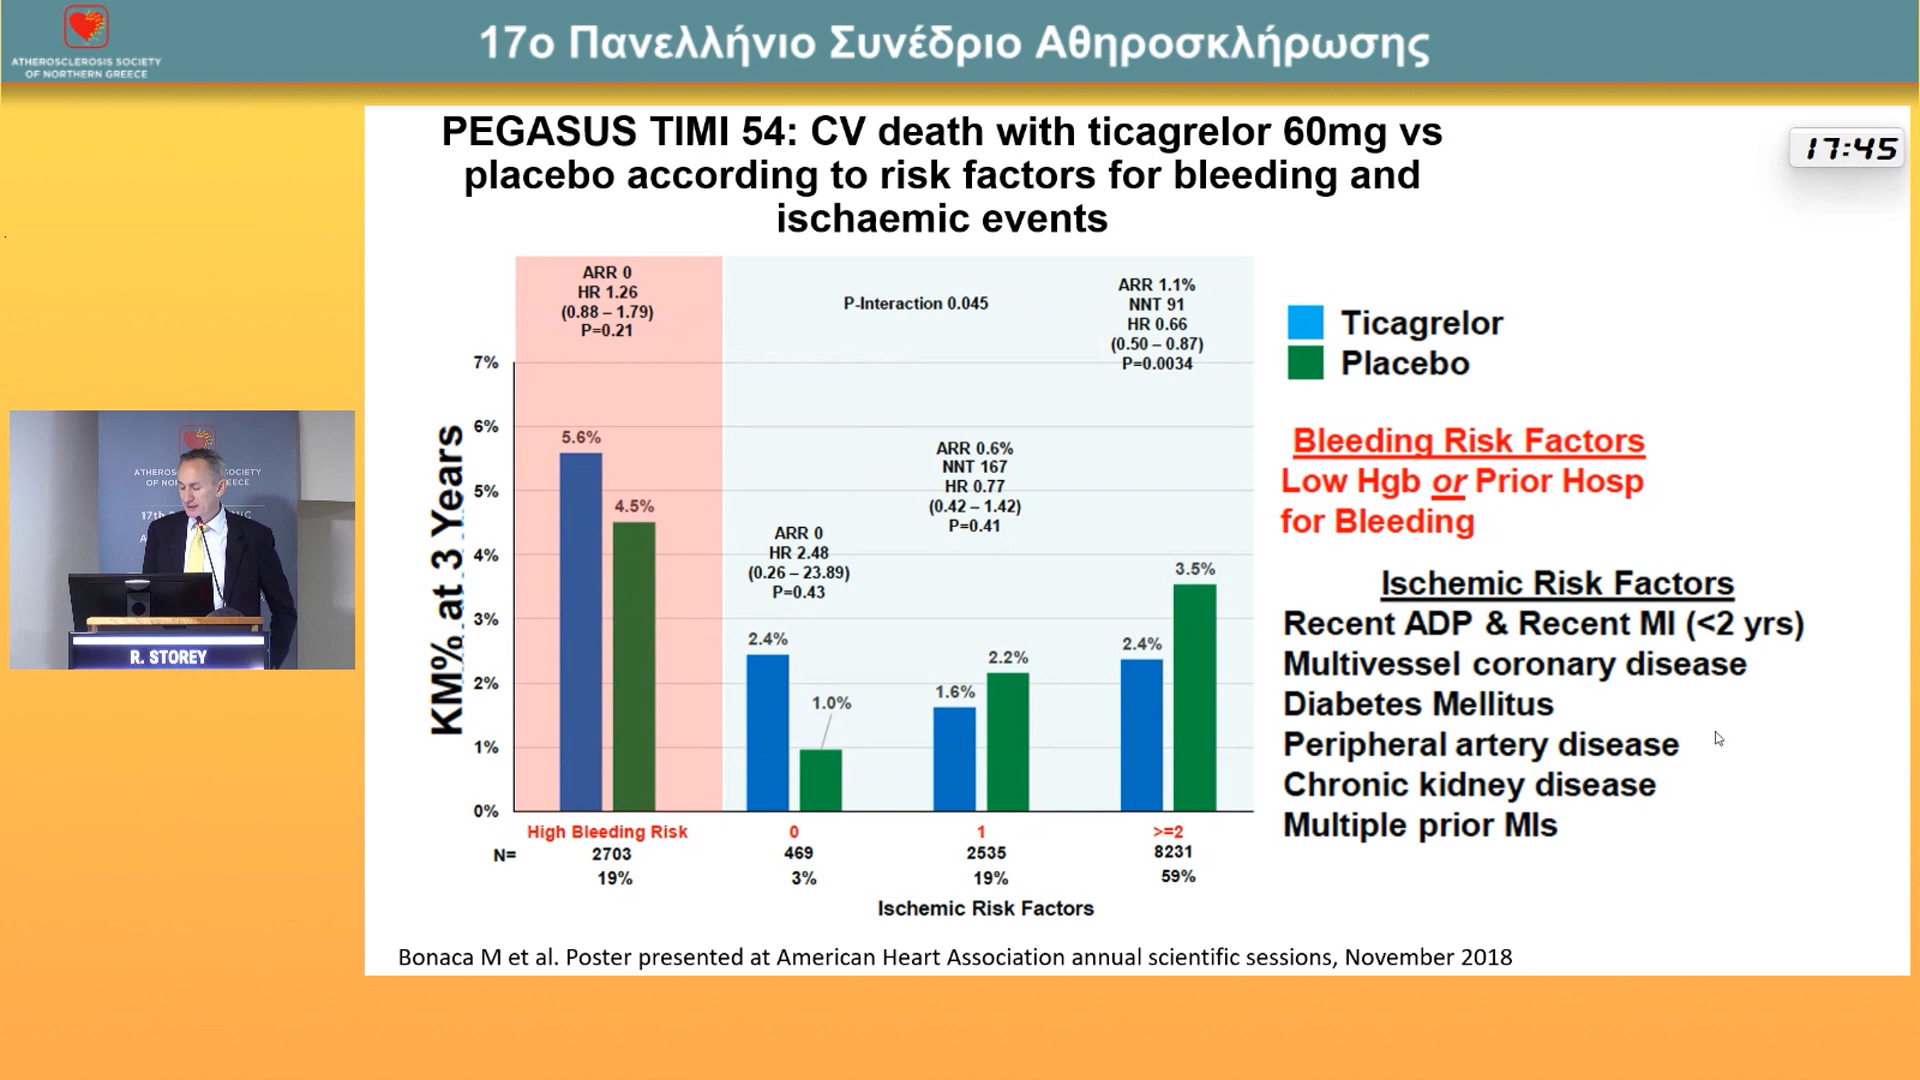 ATHEROSCLEROSIS SOCIETY
OF NORTHERN GREECE
17ο Πανελλήνιο Συνέδριο Αθηροσκλήρωσης
PEGASUS TIMI 54: CV death with ticagrelor 60mg vs
placebo according to risk factors for bleeding and
ischaemic events
17:45
ARR 0
HR 1.26
(0.88 – 1.79)
P=0.21
P-Interaction 0.045
ARR 1.1%
NNT 91
HR 0.66
(0.50 – 0.87)
P=0.0034
ARR 0.6%
NNT 167
HR 0.77
(0.42 – 1.42)
P=0.41
ARR 0
HR 2.48
(0.26 – 23.89)
P=0.43
KM% at 3 Years
7%
6%
5%
4%
3%
2%
1%
0%
5.6%
4.5%
2.4%
1.0%
1.6%
2.2%
2.4%
3.5%
High Bleeding Risk 0 1 >=2
N= 2703 469 2535 8231
19% 3% 19% 59%
Ischemic Risk Factors
Ticagrelor
Placebo
Bleeding Risk Factors
Low Hgb or Prior Hosp
for Bleeding
Ischemic Risk Factors
Recent ADP & Recent MI (<2 yrs)
Multivessel coronary disease
Diabetes Mellitus
Peripheral artery disease
Chronic kidney disease
Multiple prior MIs
Bonaca M et al. Poster presented at American Heart Association annual scientific sessions, November 2018
R. STOREY